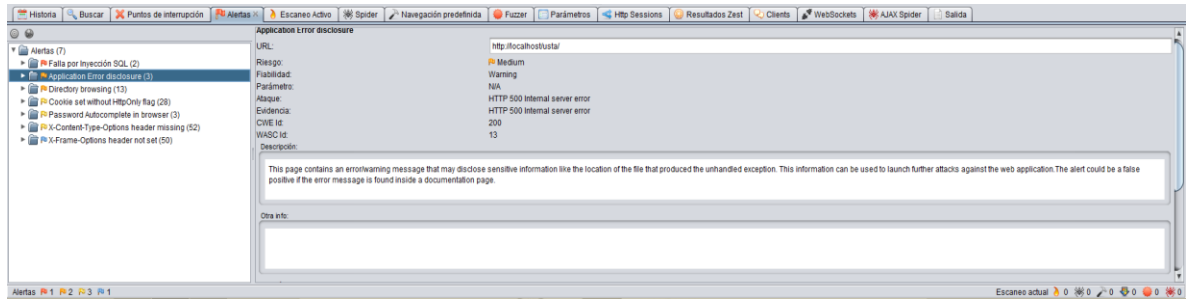 Historia Buscar Puntos de interrupción Alertas Escaneo Activo Spider Navegación predefinida Fuzzer Parámetros Http Sessions Resultados Zest Clients WebSockets AJAX Spider Salida
Alertas (7)
Falla por Inyección SQL (2)
Application Error disclosure (3)
Directory browsing (13)
Cookie set without HttpOnly flag (28)
Password Autocomplete in browser (3)
X-Content-Type-Options header missing (52)
X-Frame-Options header not set (50)
Application Error disclosure
URL: http://localhost/usta/
Riesgo: Medium
Fiabilidad: Warning
Parámetro: N/A
Ataque: HTTP 500 Internal server error
Evidencia: HTTP 500 Internal server error
CWE Id: 200
WASC Id: 13
Descripción:
This page contains an error/warning message that may disclose sensitive information like the location of the file that produced the unhandled exception. This information can be used to launch further attacks against the web application.The alert could be a false
positive if the error message is found inside a documentation page.
Otra info:
Alertas 1 2 3 1 Escaneo actual 0 0 0 0 0 0